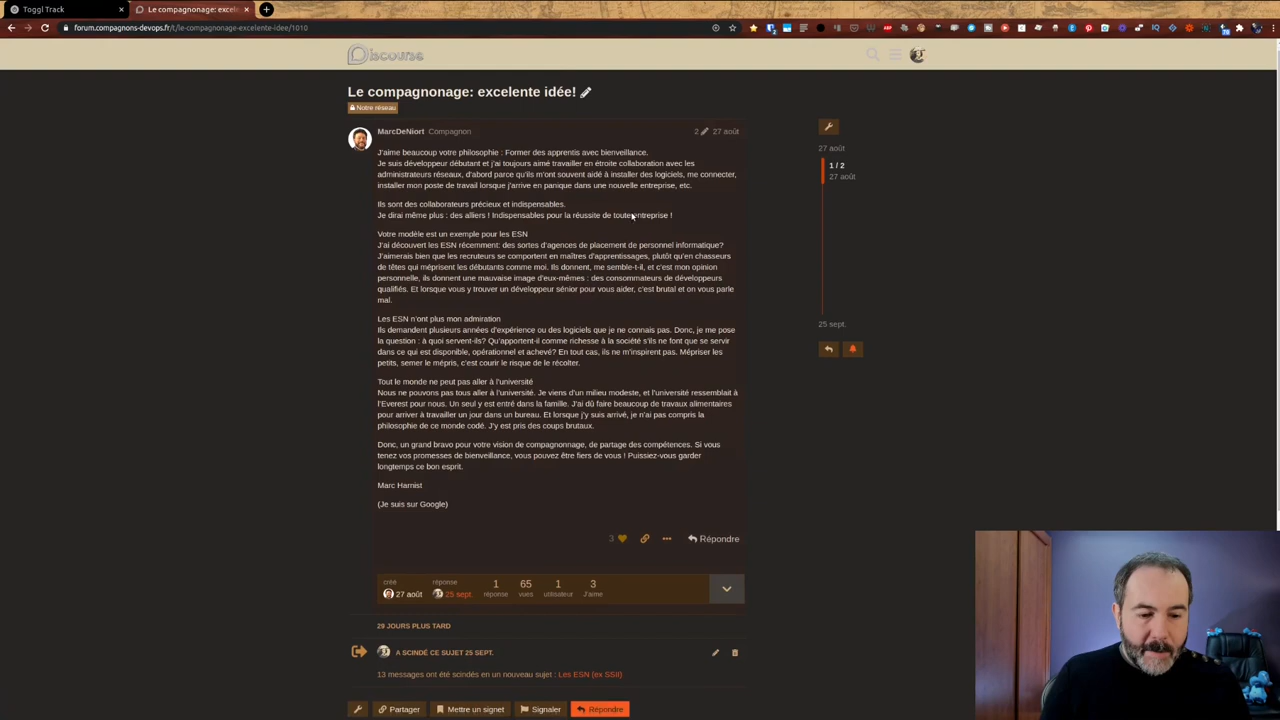 Toggl Track
Le compagnonage: excel
forum.compagnons-devops.fr/t/le-compagnonage-excelente-idee/1010
Discourse
Le compagnonage: excelente idée!
Notre réseau
MarcDeNiort Compagnon
2 27 août
J'aime beaucoup votre philosophie : Former des apprentis avec bienveillance.
Je suis développeur débutant et j'ai toujours aimé travailler en étroite collaboration avec les
administrateurs réseaux, d'abord parce qu'ils m'ont souvent aidé à installer des logiciels, me connecter,
installer mon poste de travail lorsque j'arrive en panique dans une nouvelle entreprise, etc.
Ils sont des collaborateurs précieux et indispensables.
Je dirai même plus : des alliers ! Indispensables pour la réussite de toute entreprise !
Votre modèle est un exemple pour les ESN
J'ai découvert les ESN récemment: des sortes d'agences de placement de personnel informatique?
J'aimerais bien que les recruteurs se comportent en maîtres d'apprentissages, plutôt qu'en chasseurs
de têtes qui méprisent les débutants comme moi. Ils donnent, me semble-t-il, et c'est mon opinion
personnelle, ils donnent une mauvaise image d'eux-mêmes : des consommateurs de développeurs
qualifiés. Et lorsque vous y trouver un développeur sénior pour vous aider, c'est brutal et on vous parle
mal.
Les ESN n'ont plus mon admiration
Ils demandent plusieurs années d'expérience ou des logiciels que je ne connais pas. Donc, je me pose
la question : à quoi servent-ils? Qu'apportent-il comme richesse à la société s'ils ne font que se servir
dans ce qui est disponible, opérationnel et achevé? En tout cas, ils ne m'inspirent pas. Mépriser les
petits, semer le mépris, c'est courir le risque de le récolter.
Tout le monde ne peut pas aller à l'université
Nous ne pouvons pas tous aller à l'université. Je viens d'un milieu modeste, et l'université ressemblait à
l'Everest pour nous. Un seul y est entré dans la famille. J'ai dû faire beaucoup de travaux alimentaires
pour arriver à travailler un jour dans un bureau. Et lorsque j'y suis arrivé, je n'ai pas compris la
philosophie de ce monde codé. J'y est pris des coups brutaux.
Donc, un grand bravo pour votre vision de compagnonnage, de partage des compétences. Si vous
tenez vos promesses de bienveillance, vous pouvez être fiers de vous ! Puissiez-vous garder
longtemps ce bon esprit.
Marc Harnist
(Je suis sur Google)
3 Répondre
créé réponse 1 65 1 3
27 août 25 sept. réponse vues utilisateur J'aime
29 JOURS PLUS TARD
A SCINDÉ CE SUJET 25 SEPT.
13 messages ont été scindés en un nouveau sujet : Les ESN (ex SSII)
Partager Mettre un signet Signaler Répondre
27 août
1 / 2
27 août
25 sept.